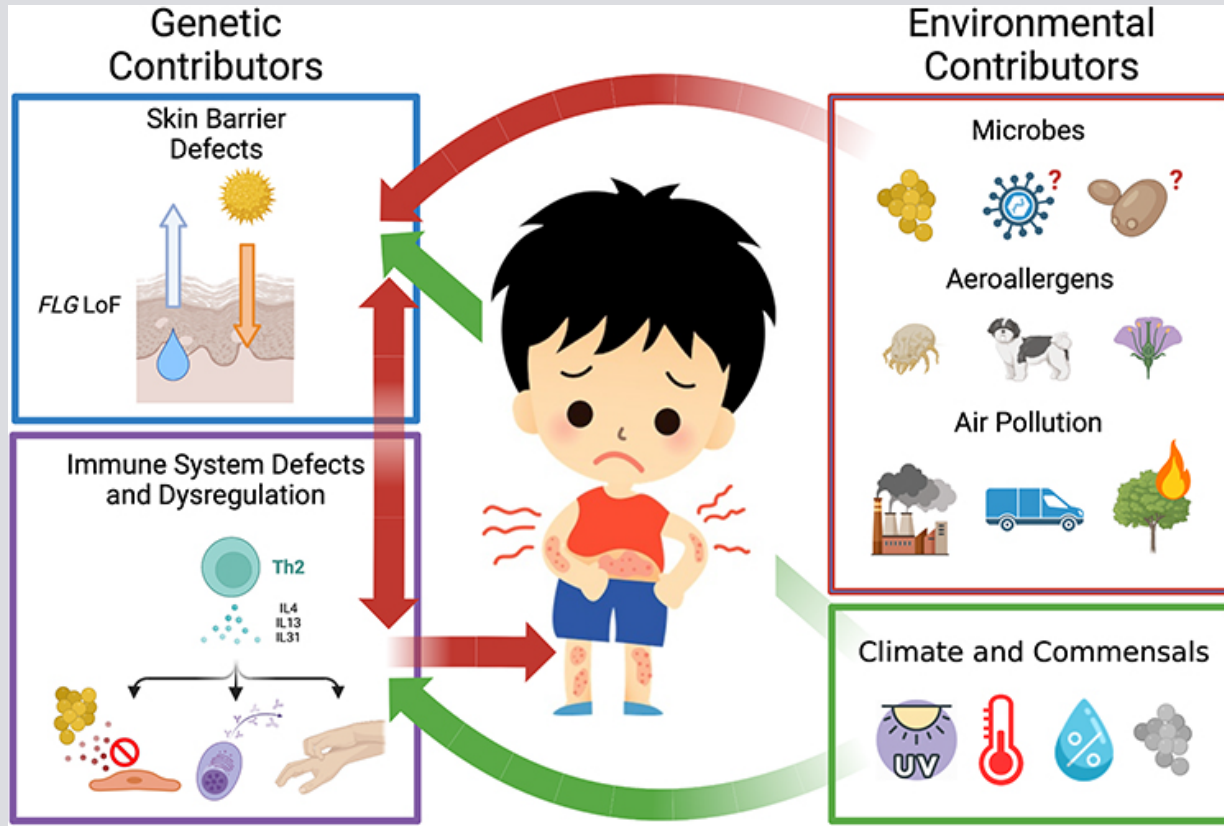 Genetic
Contributors
Skin Barrier
Defects
FLG LoF
Immune System Defects
and Dysregulation
Th2
IL4
IL13
IL31
Environmental
Contributors
Microbes
?
?
Aeroallergens
Air Pollution
Climate and Commensals
UV
%